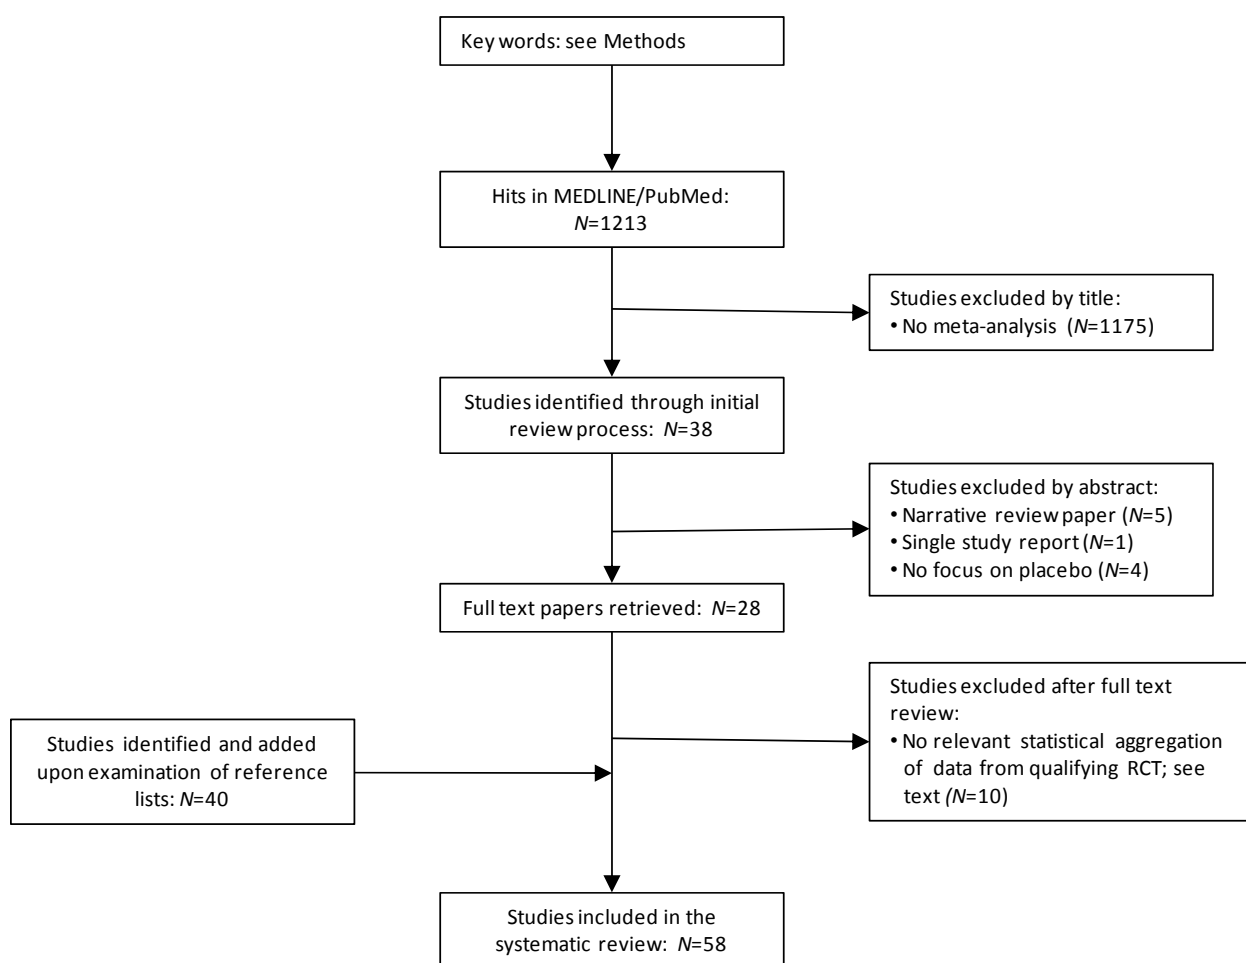 Key words: see Methods
Hits in MEDLINE/PubMed:
N=1213
Studies excluded by title:
• No meta-analysis (N=1175)
Studies identified through initial
review process: N=38
Studies excluded by abstract:
• Narrative review paper (N=5)
• Single study report (N=1)
• No focus on placebo (N=4)
Full text papers retrieved: N=28
Studies excluded after full text
review:
• No relevant statistical aggregation
of data from qualifying RCT; see
text (N=10)
Studies identified and added
upon examination of reference
lists: N=40
Studies included in the
systematic review: N=58